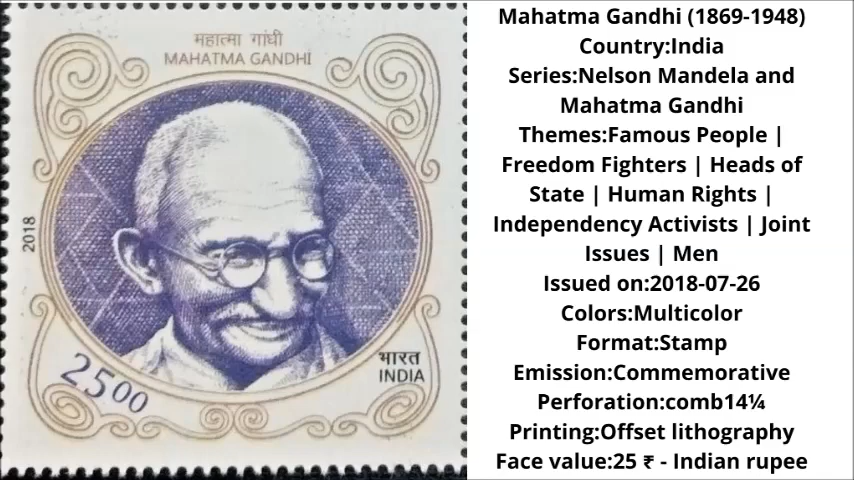 महात्मा गांधी
MAHATMA GANDHI
2018
2500
भारत
INDIA
Mahatma Gandhi (1869-1948)
Country:India
Series:Nelson Mandela and
Mahatma Gandhi
Themes:Famous People |
Freedom Fighters | Heads of
State | Human Rights |
Independency Activists | Joint
Issues | Men
Issued on:2018-07-26
Colors:Multicolor
Format:Stamp
Emission:Commemorative
Perforation:comb14¼
Printing:Offset lithography
Face value:25 ₹ - Indian rupee